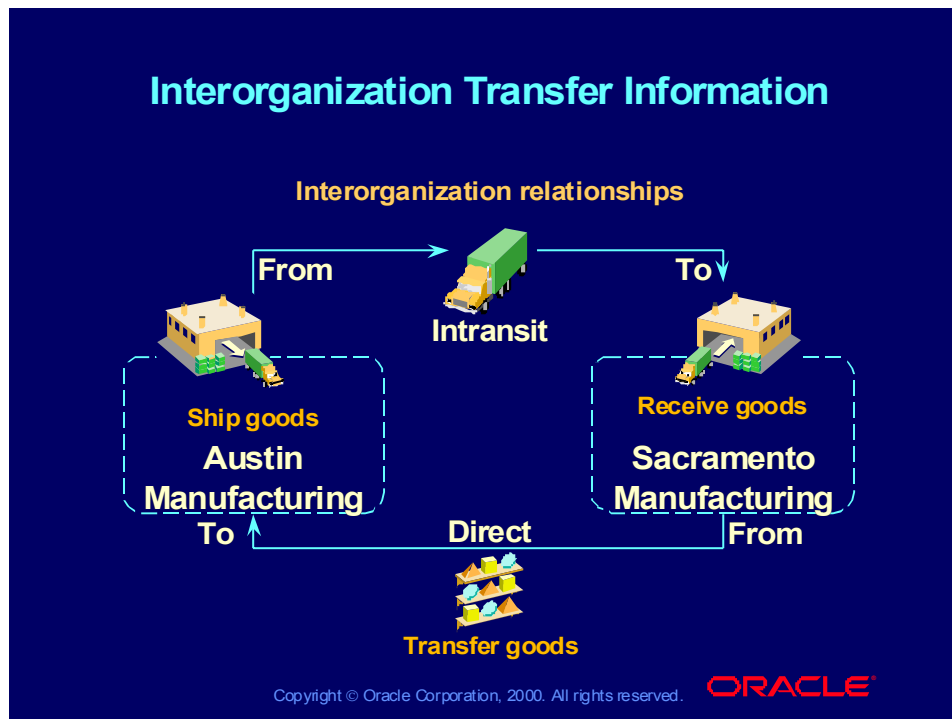 Interorganization Transfer Information
Interorganization relationships
From
To
Intransit
Ship goods
Austin
Manufacturing
Receive goods
Sacramento
Manufacturing
To
Direct
From
Transfer goods
Copyright © Oracle Corporation, 2000. All rights reserved.
ORACLE®